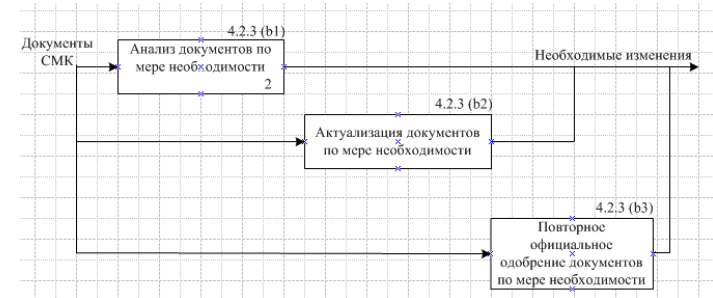 4.2.3 (b1)
Документы
СМК
Анализ документов по
мере необходимости
2
Необходимые изменения
4.2.3 (b2)
Актуализация документов
по мере необходимости
4.2.3 (b3)
Повторное
официальное
одобрение документов
по мере необходимости